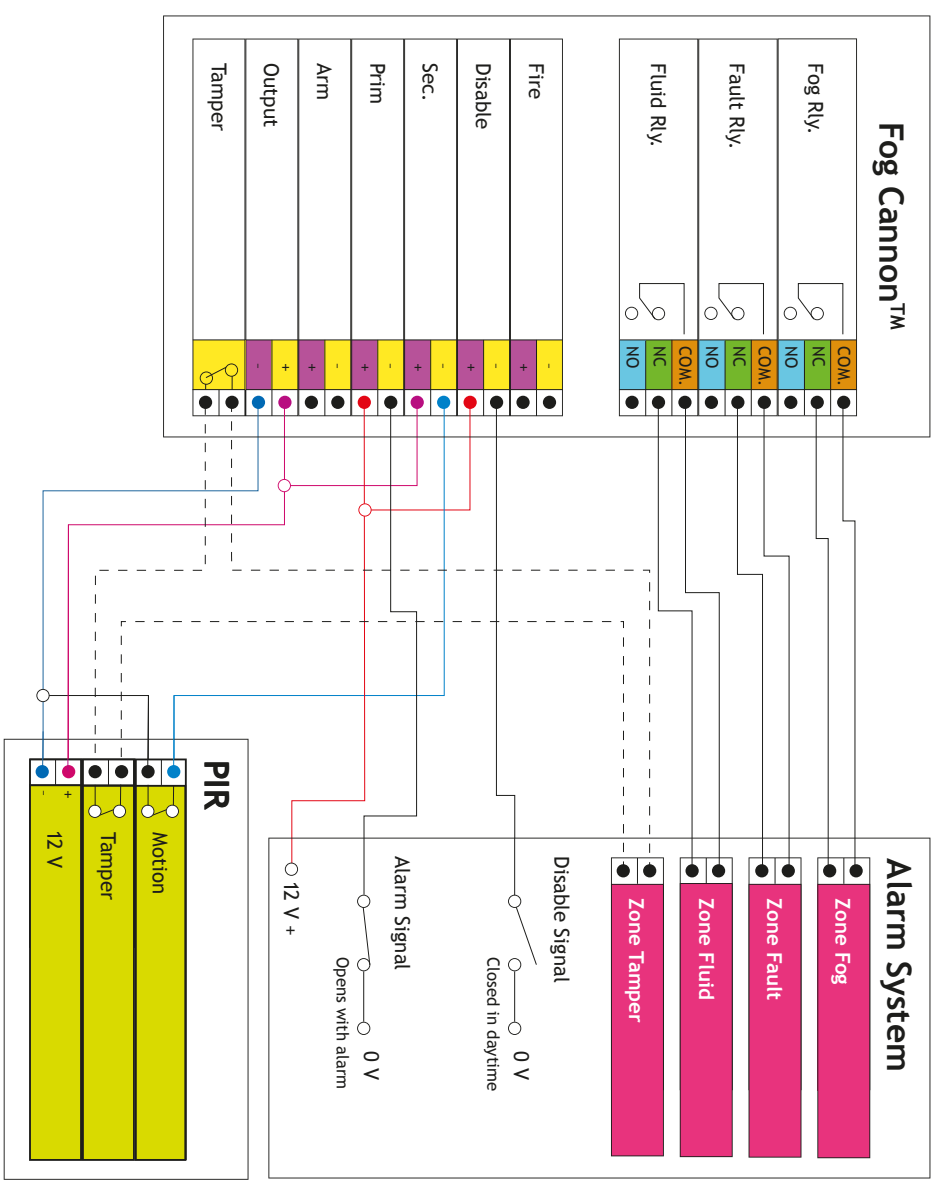 Fog Cannon™
Fog Rly.
COM.
NC
NO
Fault Rly.
COM.
NC
NO
Fluid Rly.
COM.
NC
NO
Fire
-
+
Disable
-
+
Sec.
-
+
Prim
-
+
Arm
-
+
Output
+
-
Tamper
Alarm System
Zone Fog
Zone Fault
Zone Fluid
Zone Tamper
Disable Signal
0 V
Closed in daytime
Alarm Signal
0 V
Opens with alarm
12 V +
PIR
Motion
Tamper
+
12 V
-